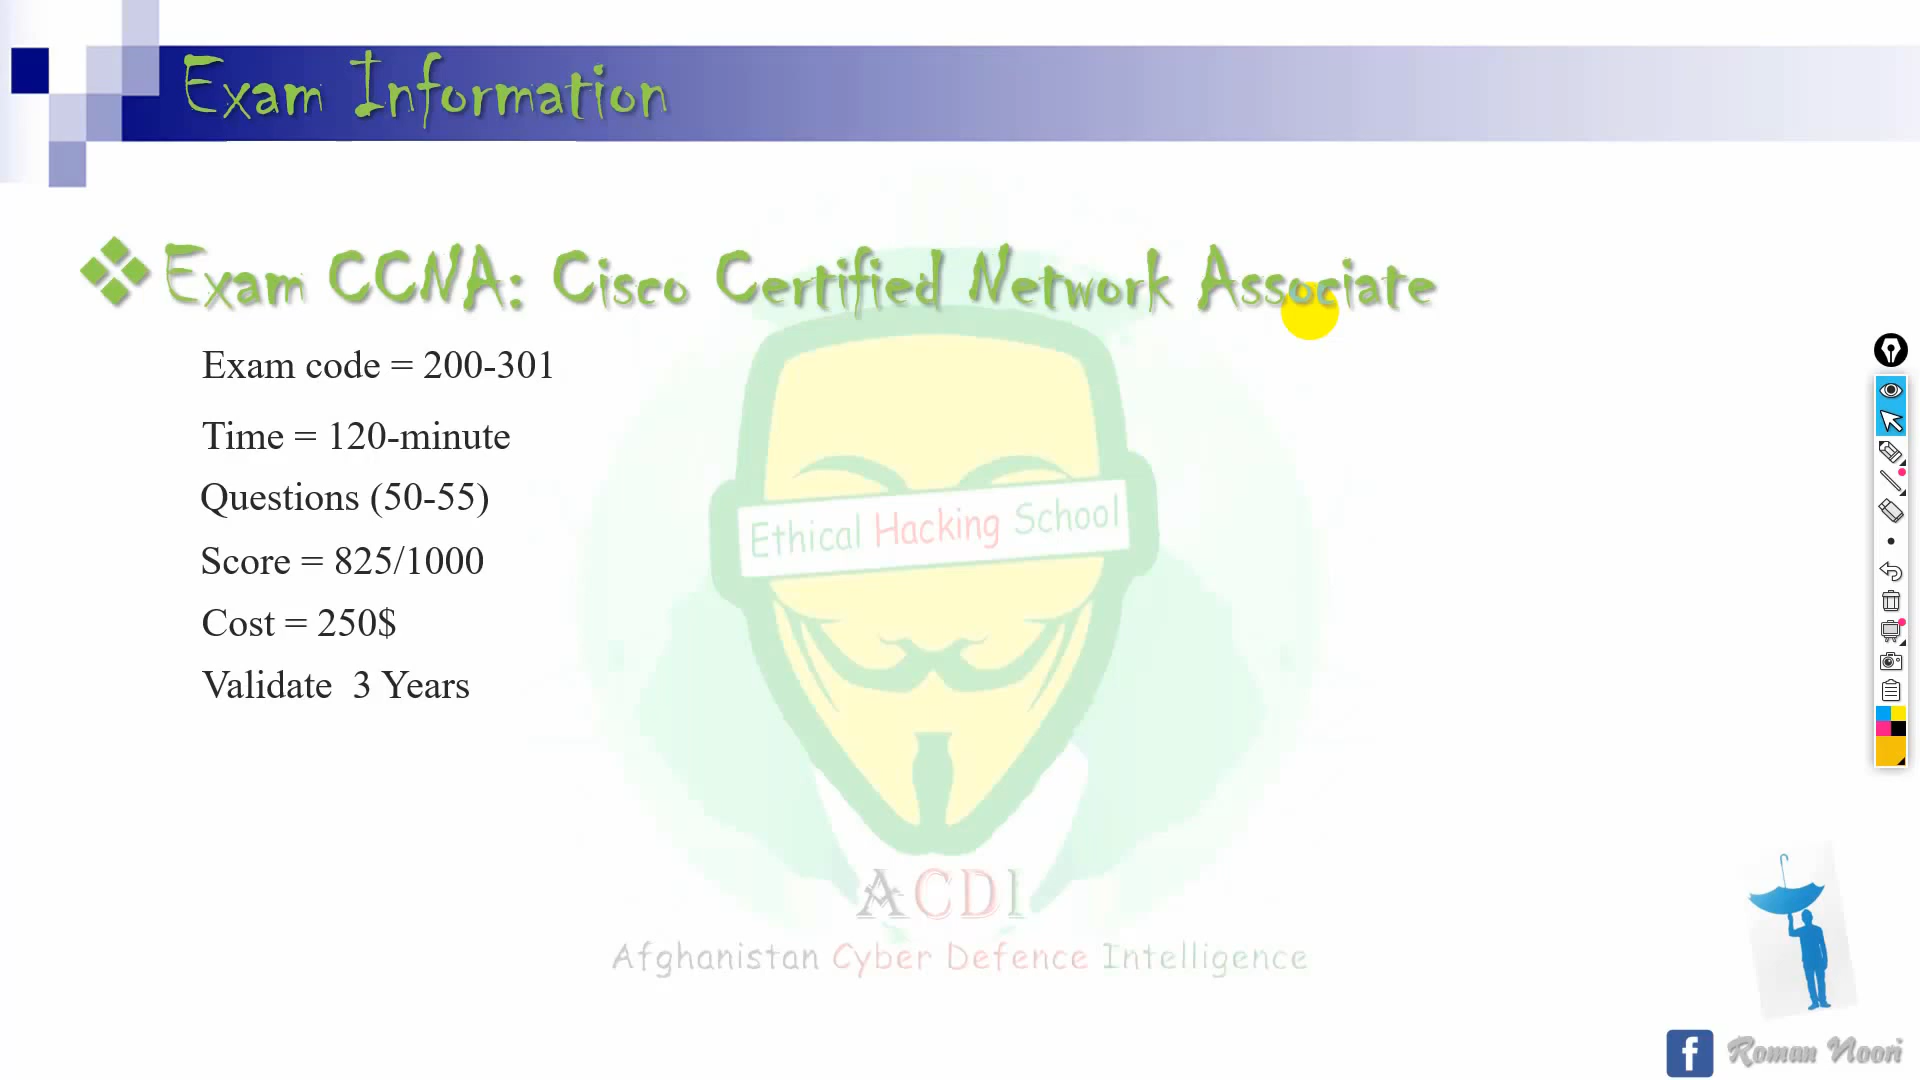 Exam Information
Exam CCNA: Cisco Certified Network Associate
Exam code = 200-301
Time = 120-minute
Questions (50-55)
Score = 825/1000
Cost = 250$
Validate 3 Years
Ethical Hacking School
ACDI
Afghanistan Cyber Defence Intelligence
f Roman Noori